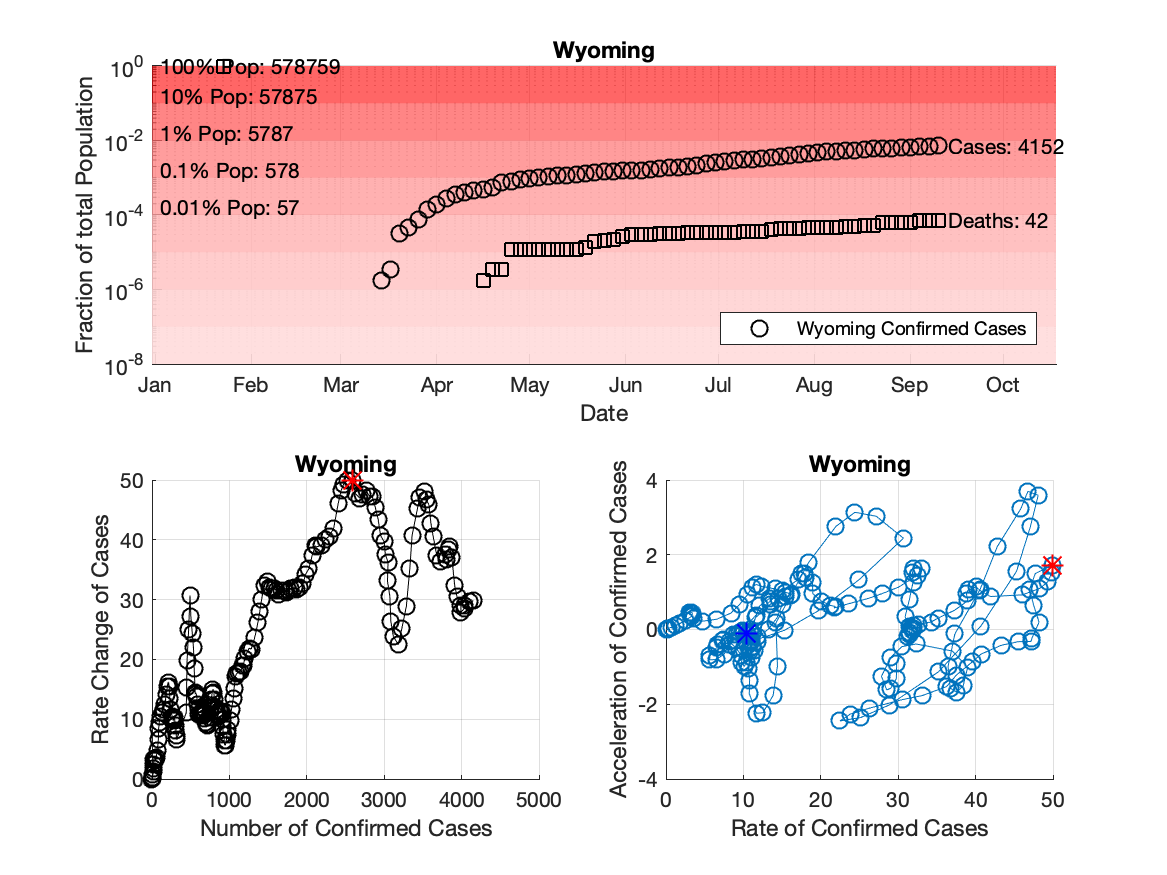 Wyoming
Fraction of total Population
10^0
10^-2
10^-4
10^-6
10^-8
100% Pop: 578759
10% Pop: 57875
1% Pop: 5787
0.1% Pop: 578
0.01% Pop: 57
Cases: 4152
Deaths: 42
Wyoming Confirmed Cases
Jan Feb Mar Apr May Jun Jul Aug Sep Oct
Date
Wyoming
Rate Change of Cases
50
40
30
20
10
0
0 1000 2000 3000 4000 5000
Number of Confirmed Cases
Wyoming
Acceleration of Confirmed Cases
4
2
0
-2
-4
0 10 20 30 40 50
Rate of Confirmed Cases